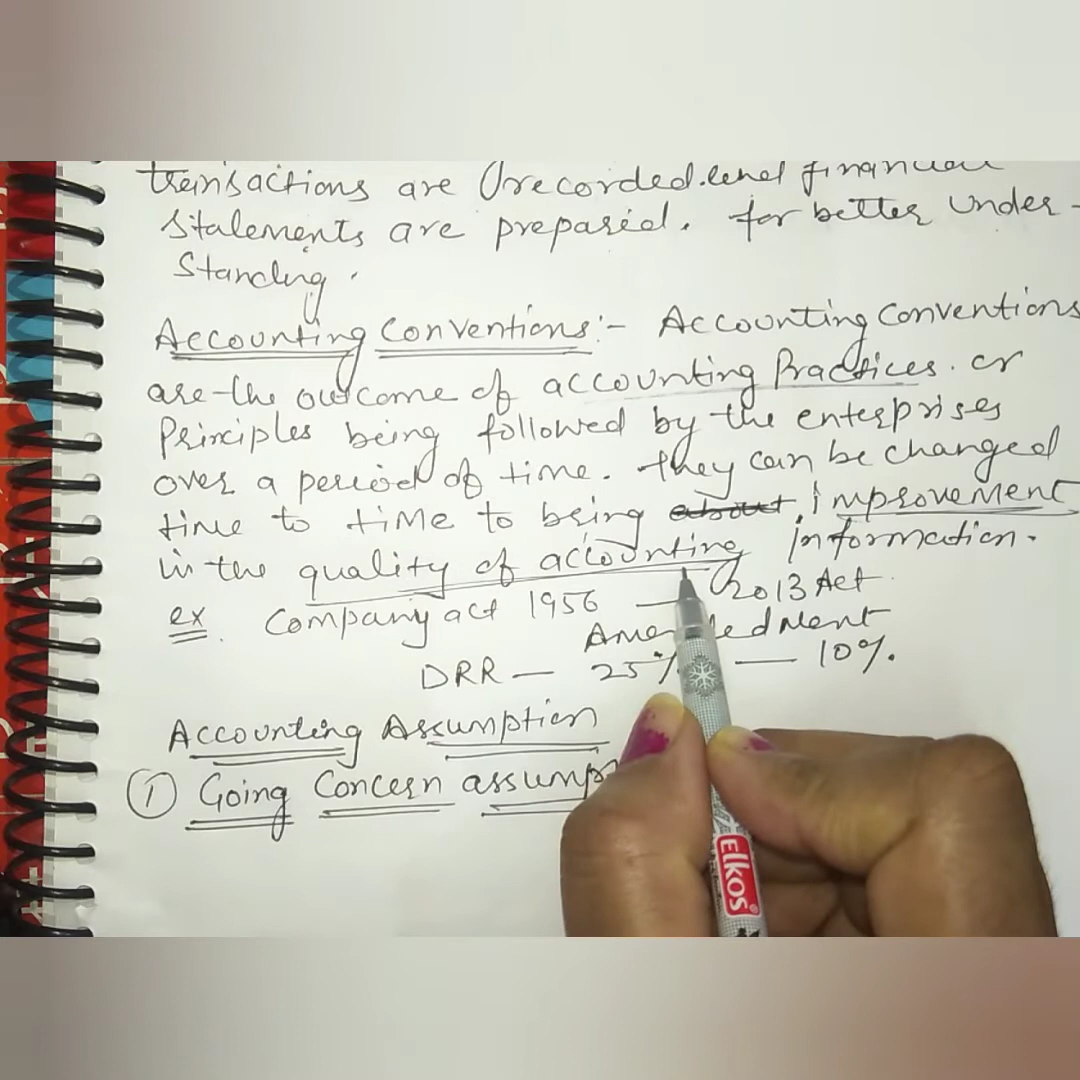 transactions are recorded. and financial
Statements are prepared. for better under-
Standing.
Accounting Conventions:- Accounting Conventions
are the outcome of accounting Practices. or
Principles being followed by the enterprises
over a period of time. they can be changed
time to time to being about improvement
in the quality of accounting information.
ex. Company act 1956 — 2013 Act
DRR — 25% — 10%.
Accounting Assumption
① Going Concern
Elkos